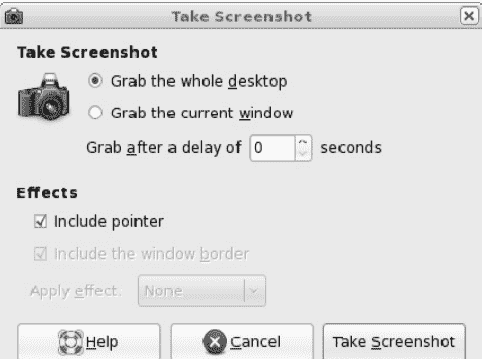 Take Screenshot
Take Screenshot
Grab the whole desktop
Grab the current window
Grab after a delay of 0 seconds
Effects
Include pointer
Include the window border
Apply effect: None
Help Cancel Take Screenshot